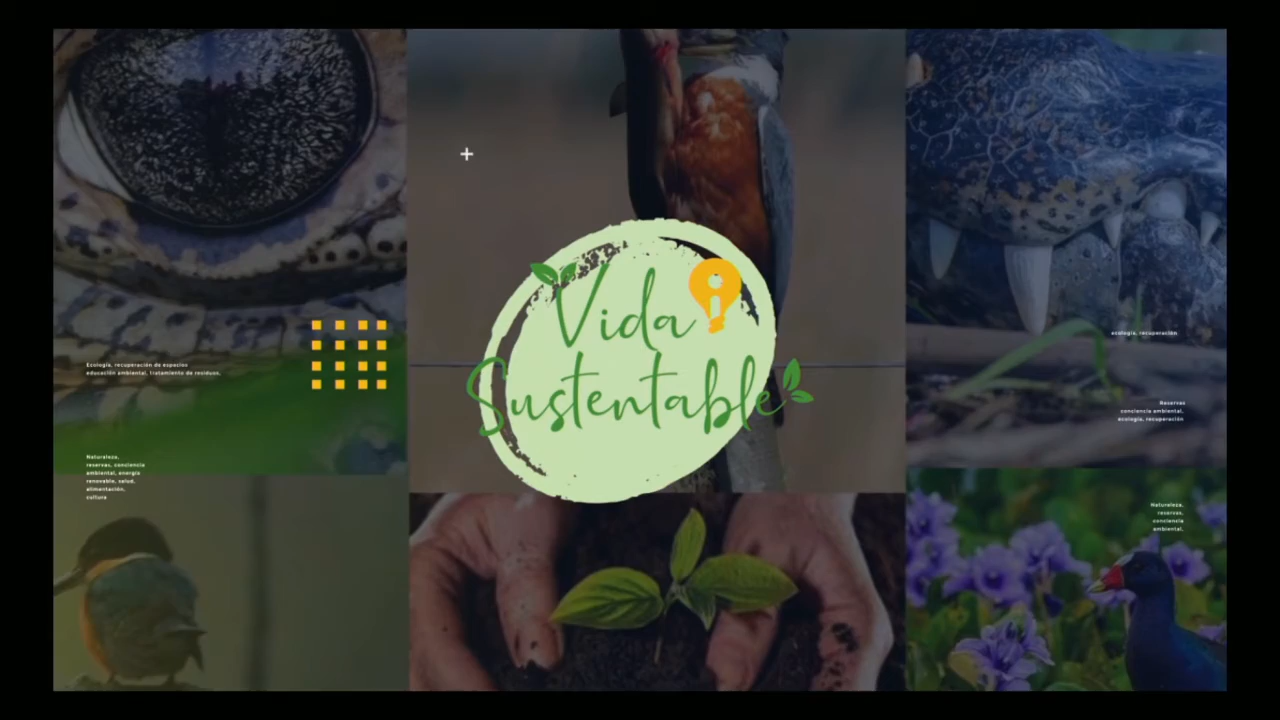 Vida
Sustentable
Ecología, recuperación de espacios
educación ambiental, tratamiento de residuos.
Naturaleza,
reservas, conciencia
ambiental, energía
renovable, salud,
alimentación,
cultura
ecología, recuperación
Reservas
conciencia ambiental,
ecología, recuperación
Naturaleza,
reservas,
conciencia
ambiental.